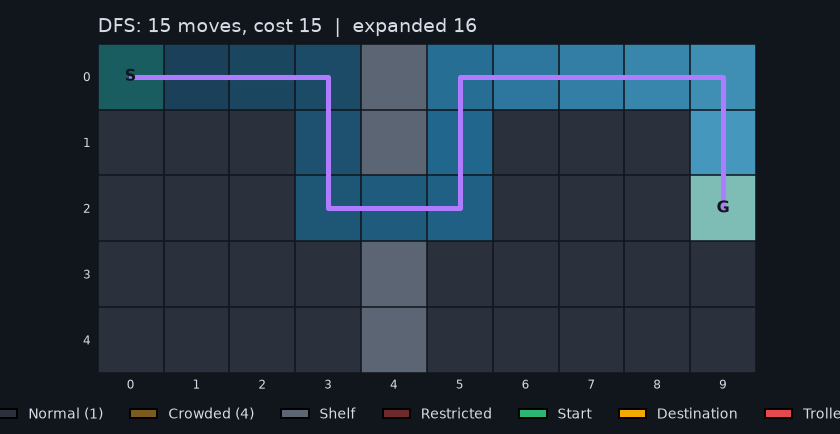 DFS: 15 moves, cost 15 | expanded 16
0
S
1
2
G
3
4
0 1 2 3 4 5 6 7 8 9
Normal (1) Crowded (4) Shelf Restricted Start Destination Trolle